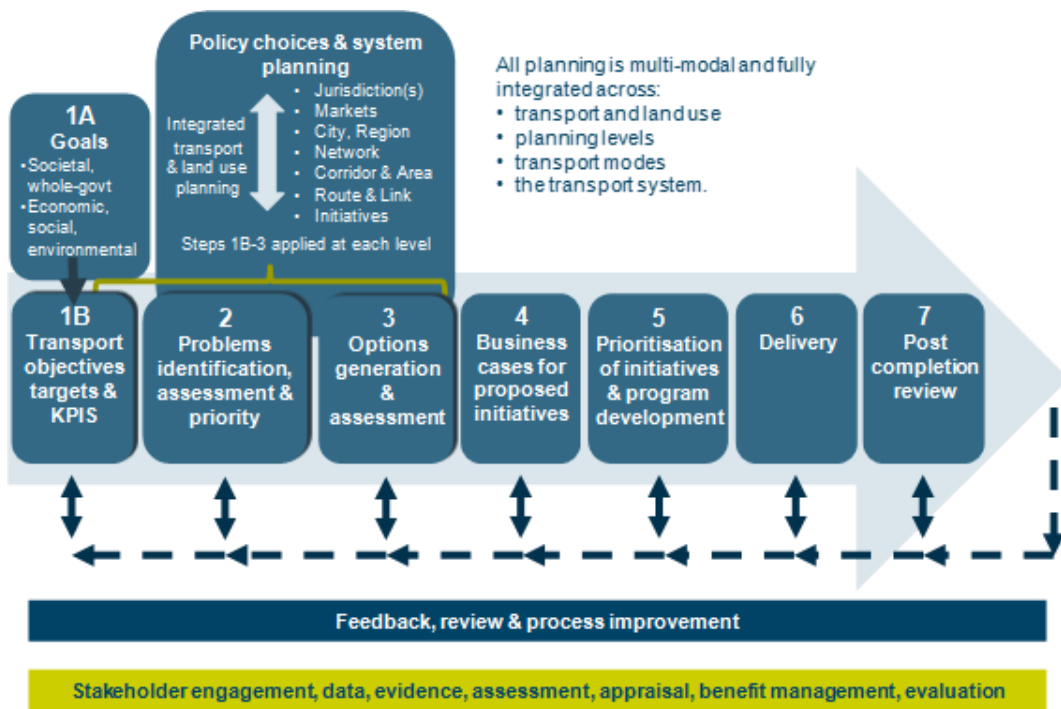 Policy choices & system
planning
Integrated
transport
& land use
planning
• Jurisdiction(s)
• Markets
• City, Region
• Network
• Corridor & Area
• Route & Link
• Initiatives
Steps 1B-3 applied at each level
All planning is multi-modal and fully
integrated across:
• transport and land use
• planning levels
• transport modes
• the transport system.
1A
Goals
•Societal,
whole-govt
•Economic,
social,
environmental
1B
Transport
objectives
targets &
KPIS
2
Problems
identification,
assessment &
priority
3
Options
generation
&
assessment
4
Business
cases for
proposed
initiatives
5
Prioritisation
of initiatives
& program
development
6
Delivery
7
Post
completion
review
Feedback, review & process improvement
Stakeholder engagement, data, evidence, assessment, appraisal, benefit management, evaluation